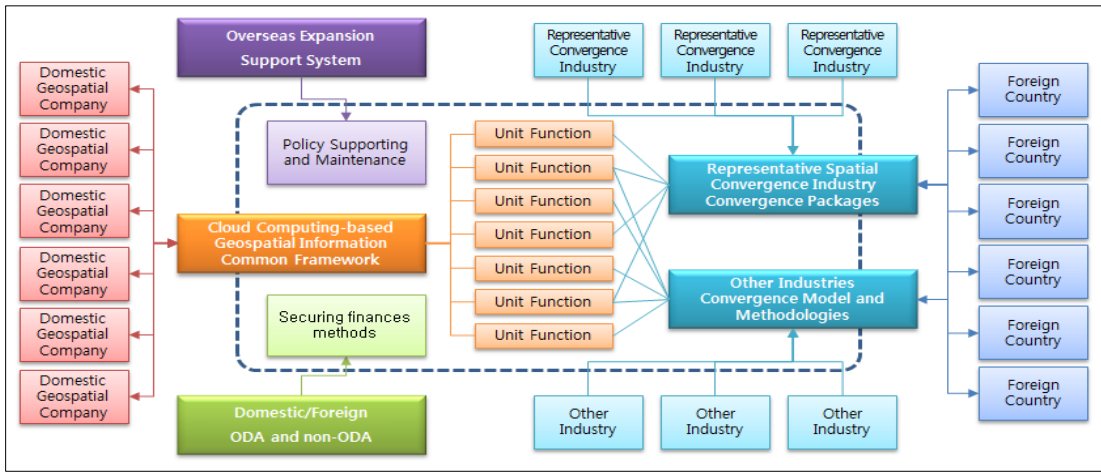 Overseas Expansion
Support System
Representative
Convergence
Industry
Representative
Convergence
Industry
Representative
Convergence
Industry
Domestic
Geospatial
Company
Domestic
Geospatial
Company
Domestic
Geospatial
Company
Domestic
Geospatial
Company
Domestic
Geospatial
Company
Domestic
Geospatial
Company
Policy Supporting
and Maintenance
Cloud Computing-based
Geospatial Information
Common Framework
Securing finances
methods
Domestic/Foreign
ODA and non-ODA
Unit Function
Unit Function
Unit Function
Unit Function
Unit Function
Unit Function
Unit Function
Representative Spatial
Convergence Industry
Convergence Packages
Other Industries
Convergence Model and
Methodologies
Other
Industry
Other
Industry
Other
Industry
Foreign
Country
Foreign
Country
Foreign
Country
Foreign
Country
Foreign
Country
Foreign
Country